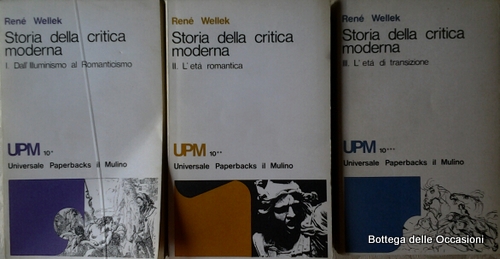 René Wellek
Storia della critica
moderna
I. Dall'Illuminismo al Romanticismo
UPM 10*
Universale Paperbacks il Mulino
René Wellek
Storia della critica
moderna
II. L'età romantica
UPM 10**
Universale Paperbacks il Mulino
René Wellek
Storia della critica
moderna
III. L'età di transizione
UPM 10***
Universale Paperbacks il Mulino
Bottega delle Occasioni